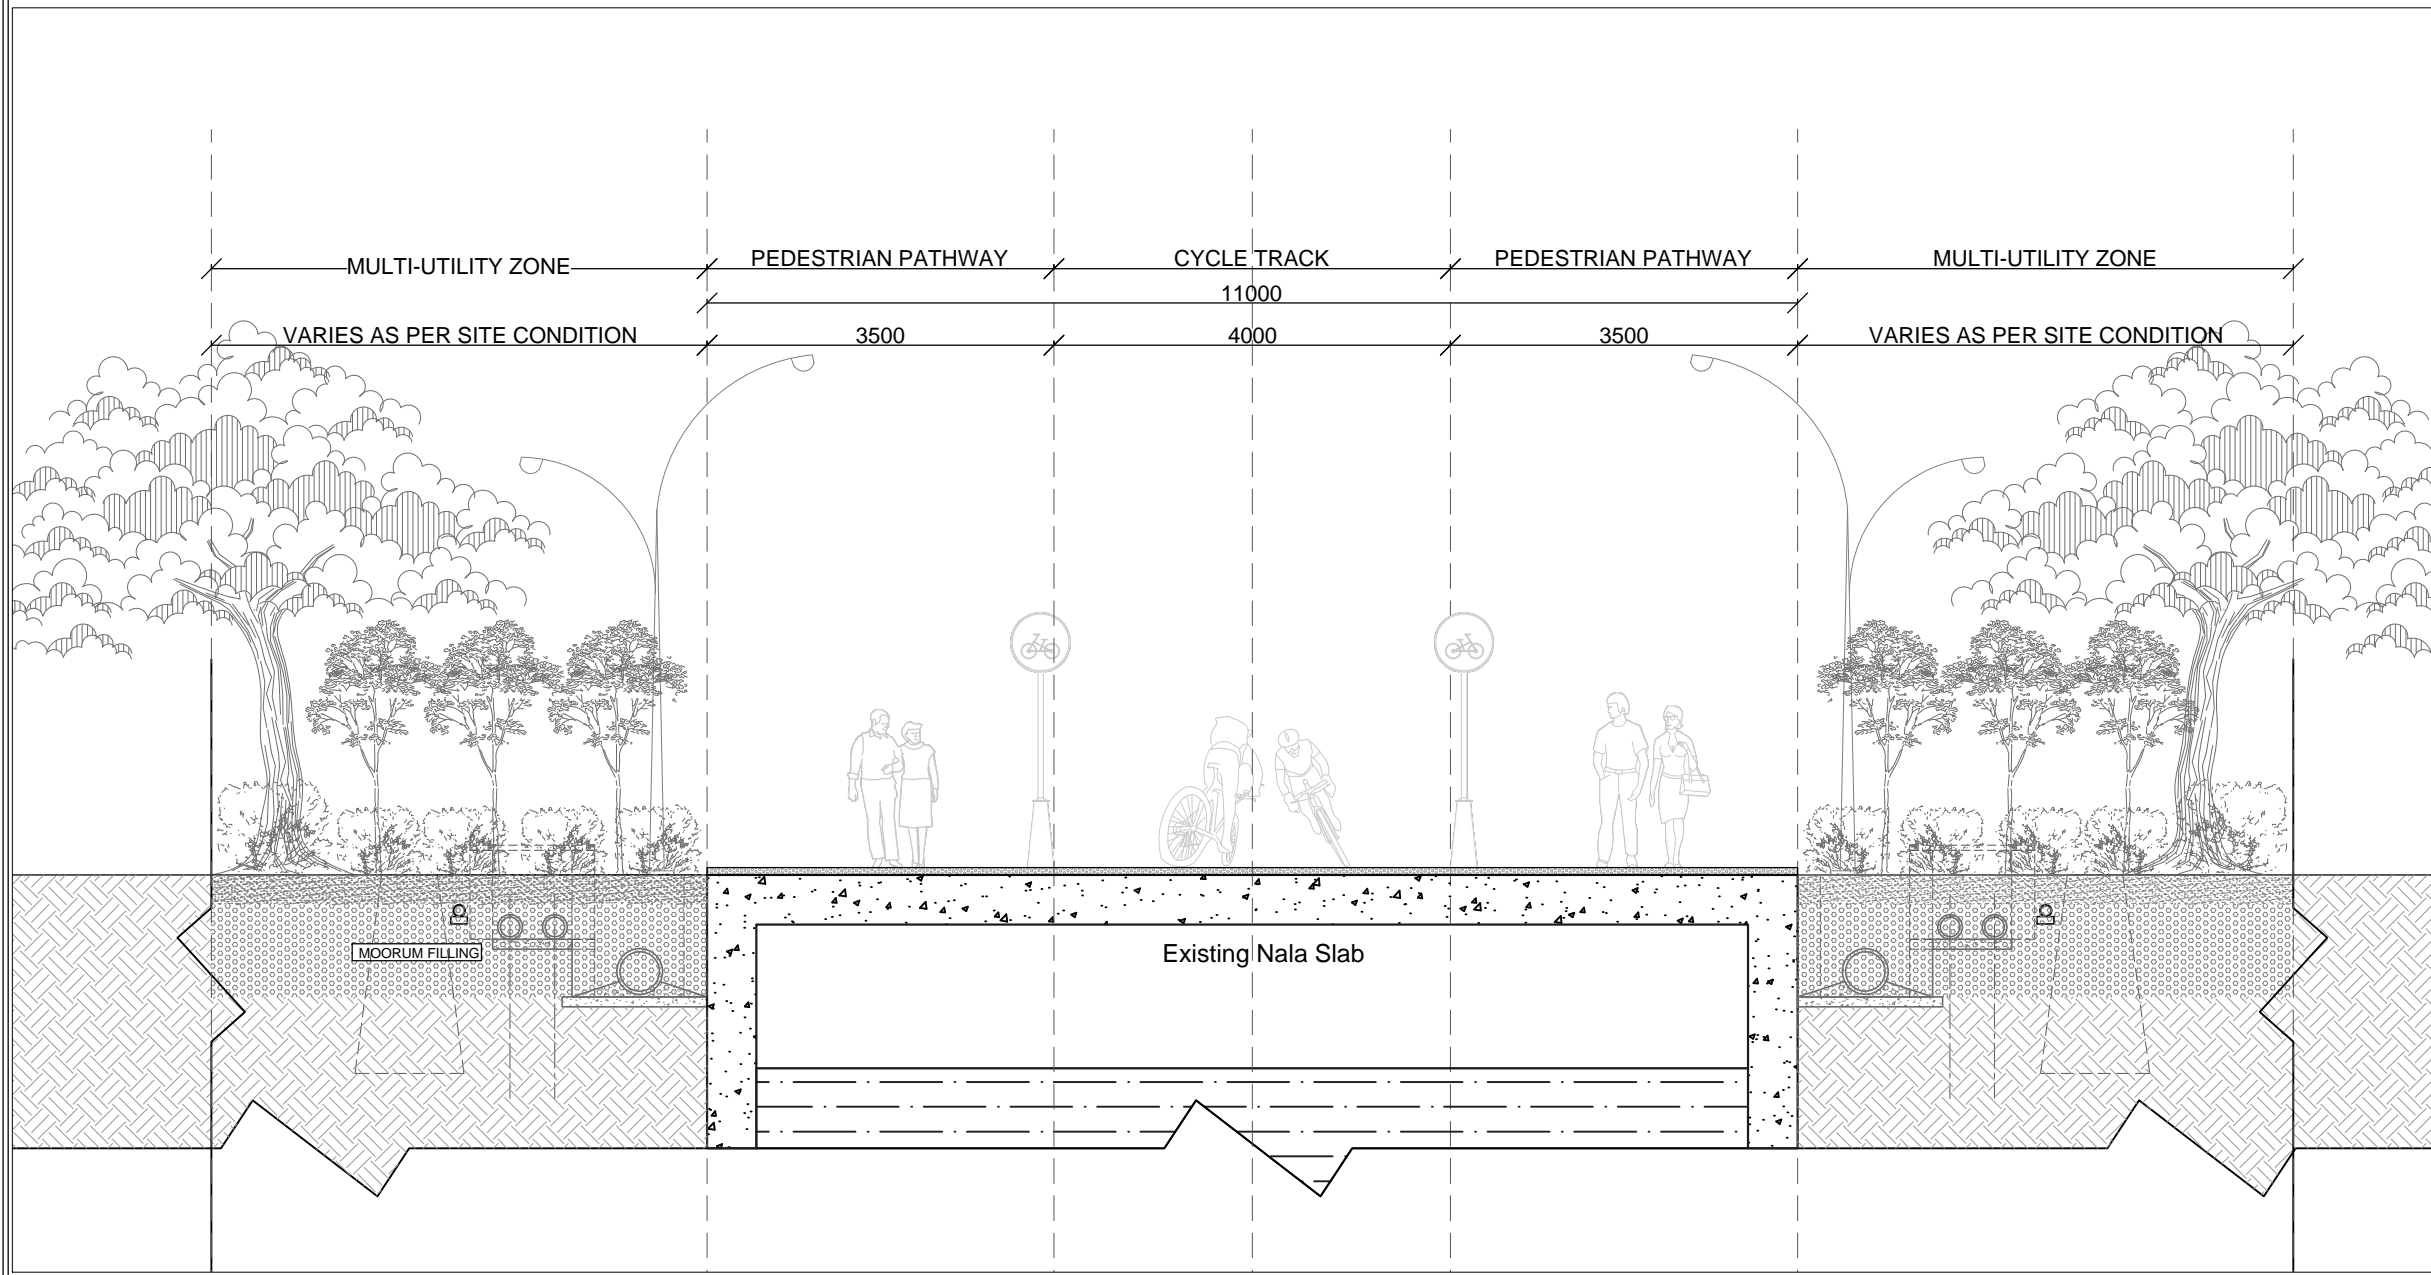 MULTI-UTILITY ZONE
PEDESTRIAN PATHWAY
CYCLE TRACK
PEDESTRIAN PATHWAY
MULTI-UTILITY ZONE
11000
VARIES AS PER SITE CONDITION
3500
4000
3500
VARIES AS PER SITE CONDITION
MOORUM FILLING
Existing Nala Slab